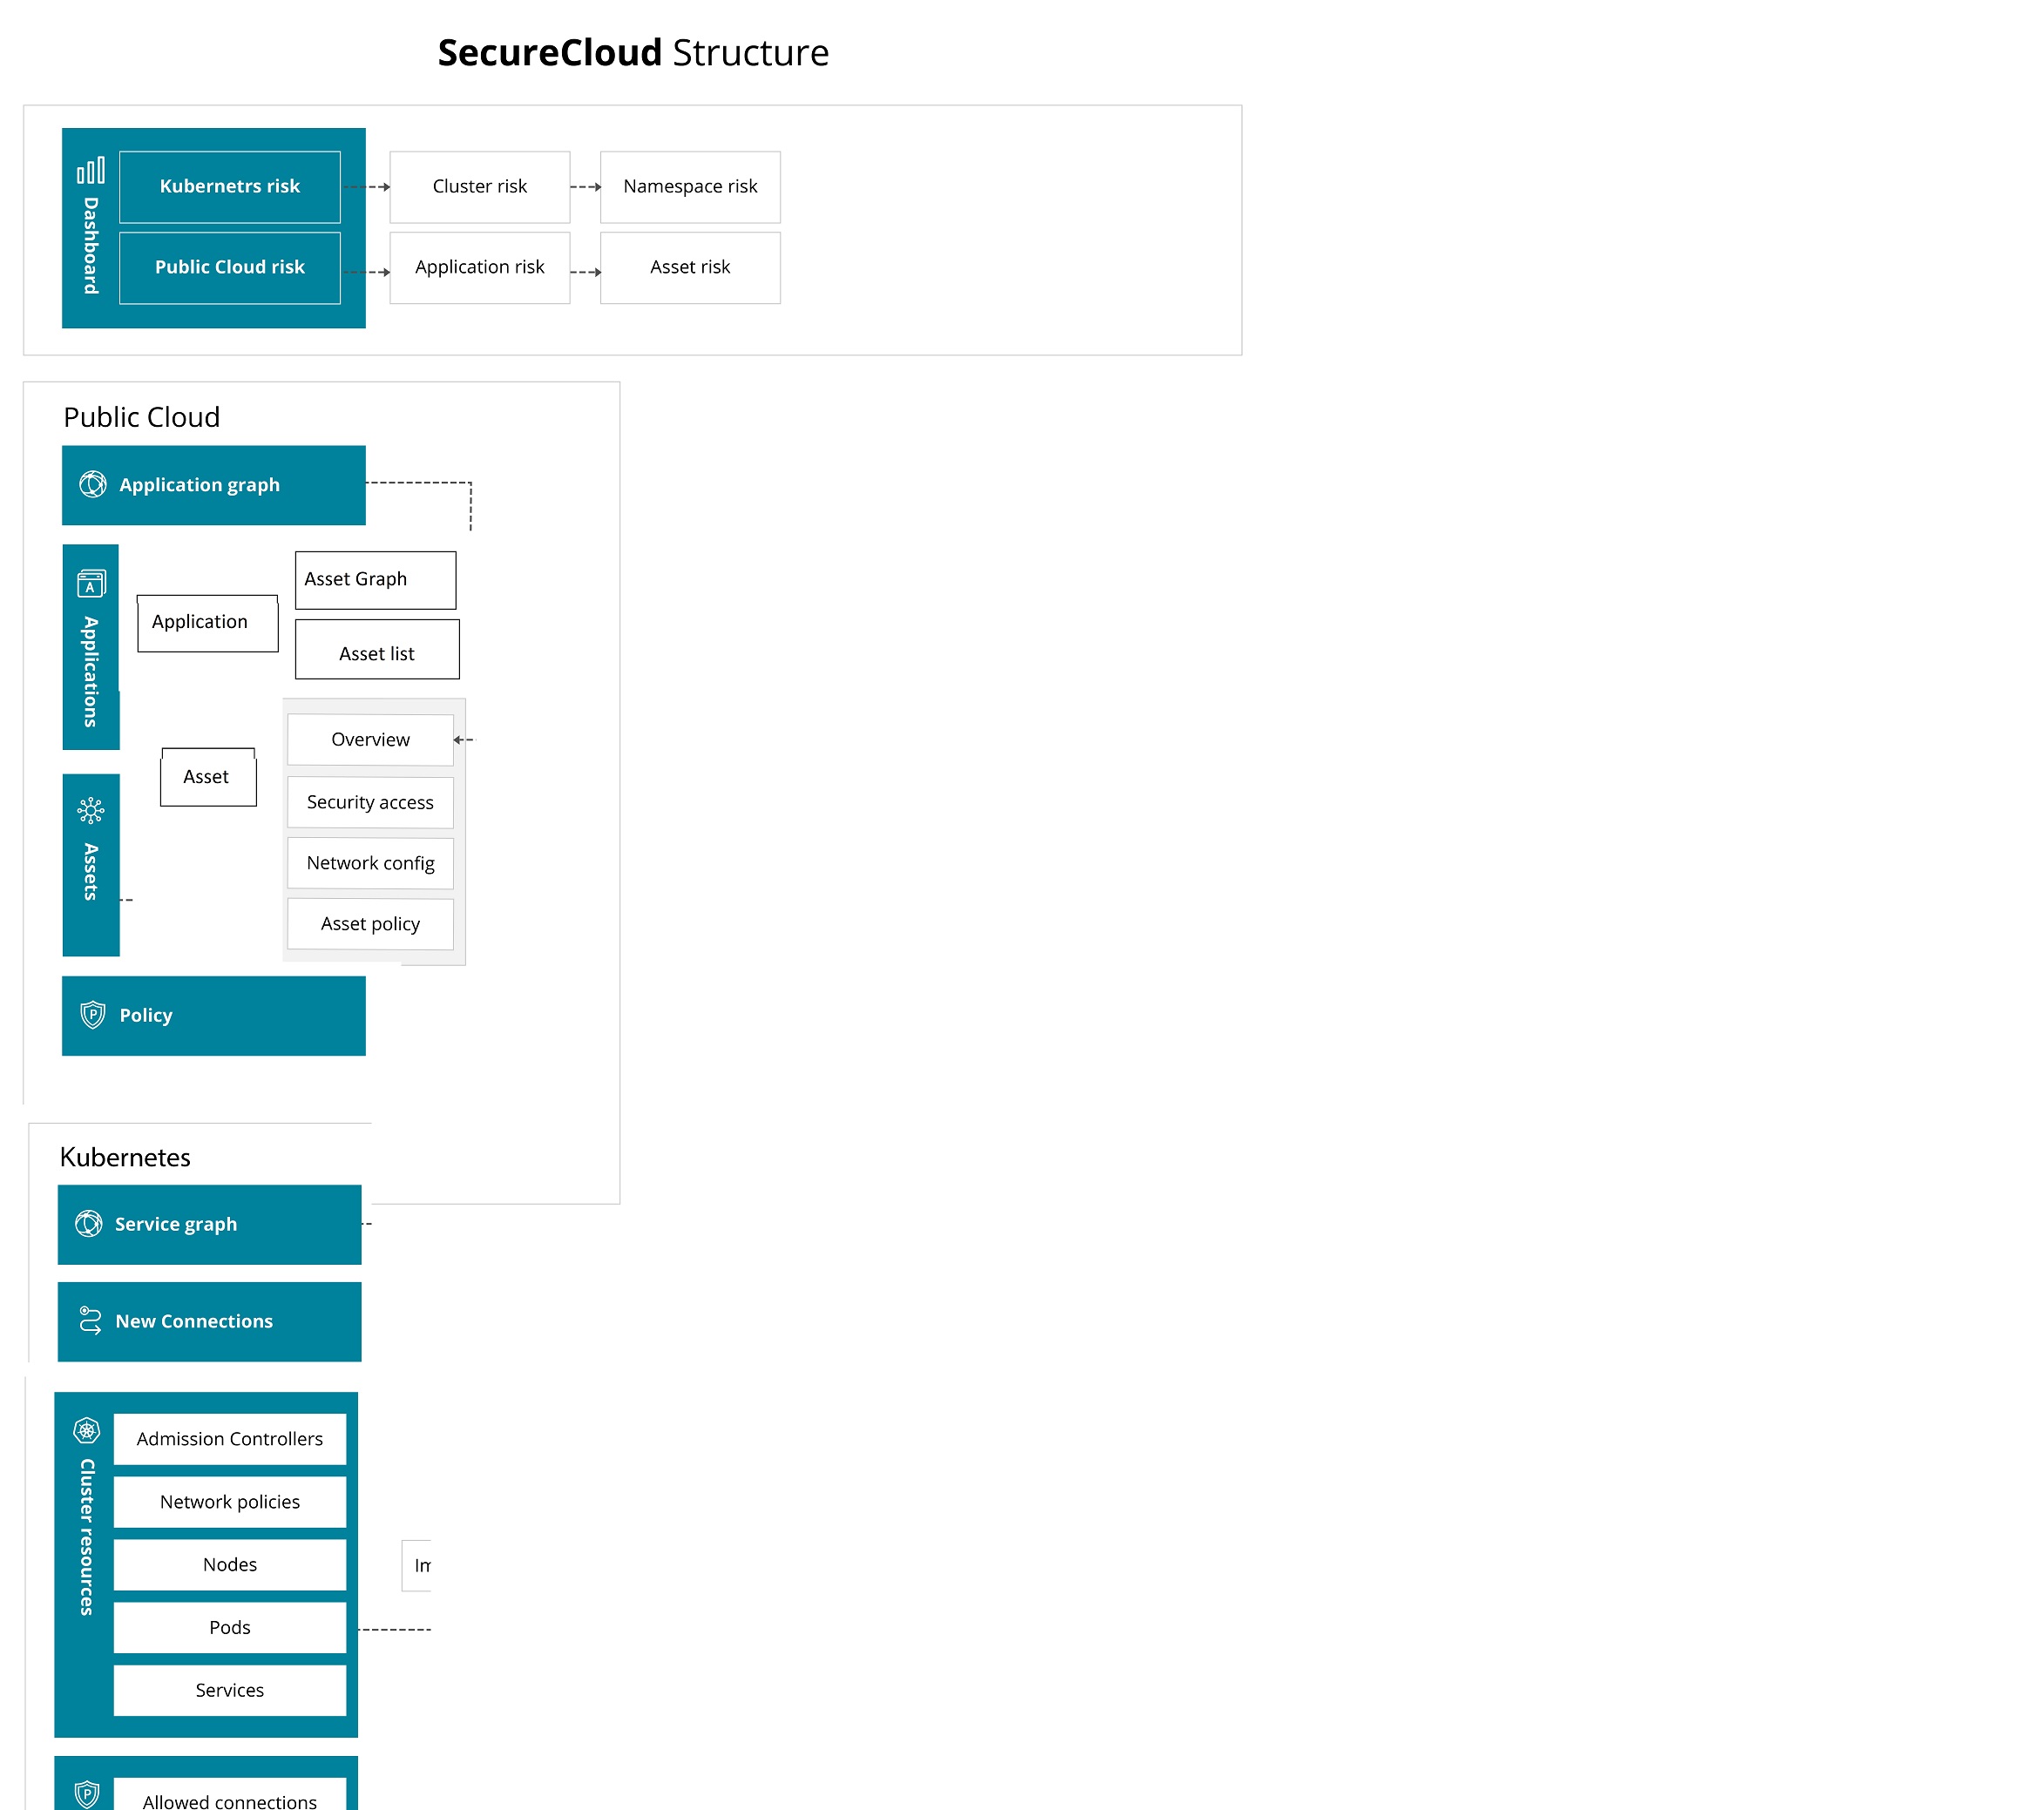 SecureCloud Structure
Dashboard
Kubernetrs risk
Cluster risk
Namespace risk
Public Cloud risk
Application risk
Asset risk
Public Cloud
Application graph
Applications
Application
Asset Graph
Asset list
Assets
Asset
Overview
Security access
Network config
Asset policy
Policy
Kubernetes
Service graph
New Connections
Cluster resources
Admission Controllers
Network policies
Nodes
Pods
Services
Allowed connections